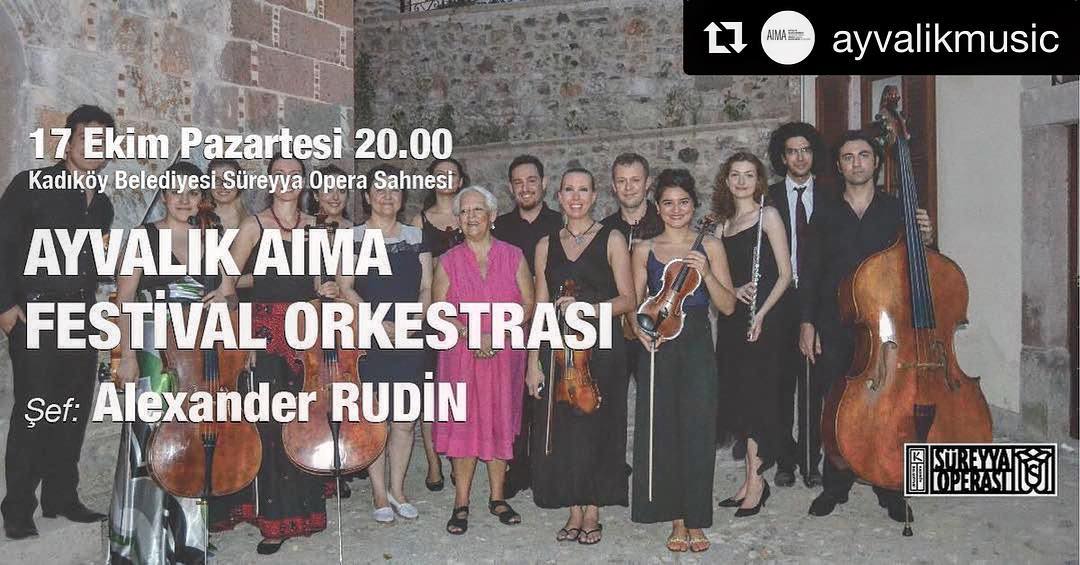 AIMA
ayvalikmusic
17 Ekim Pazartesi 20.00
Kadıköy Belediyesi Süreyya Opera Sahnesi
AYVALIK AIMA
FESTİVAL ORKESTRASI
Şef: Alexander RUDİN
SÜREYYA
OPERASI